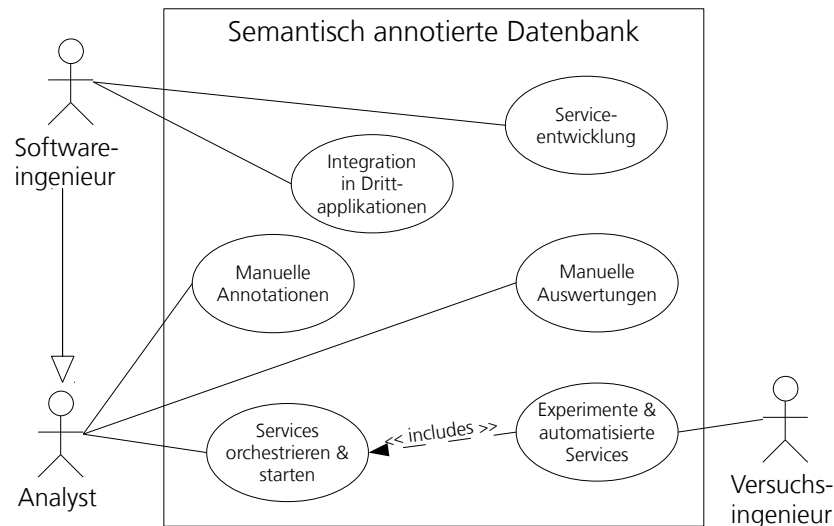 Semantisch annotierte Datenbank
Software-
ingenieur
Service-
entwicklung
Integration
in Dritt-
applikationen
Manuelle
Annotationen
Manuelle
Auswertungen
Analyst
Services
orchestrieren &
starten
<< includes >>
Experimente &
automatisierte
Services
Versuchs-
ingenieur